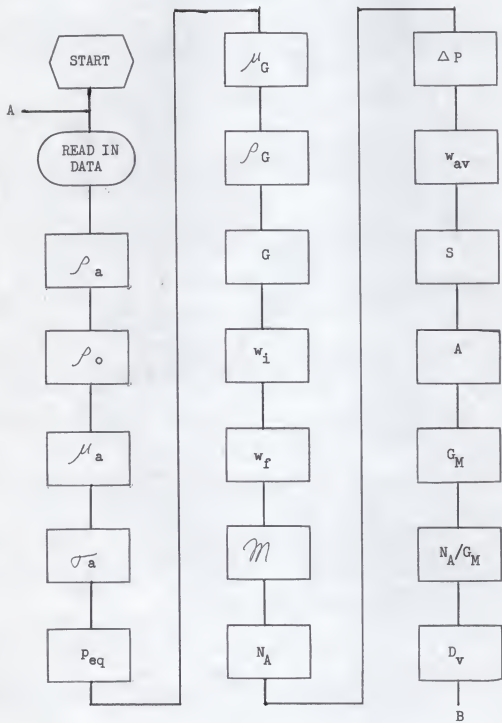 START
A
READ IN
DATA
ρa
ρo
μa
σa
peq
μG
ρG
G
wi
wf
m
NA
ΔP
wav
S
A
GM
NA/GM
Dv
B